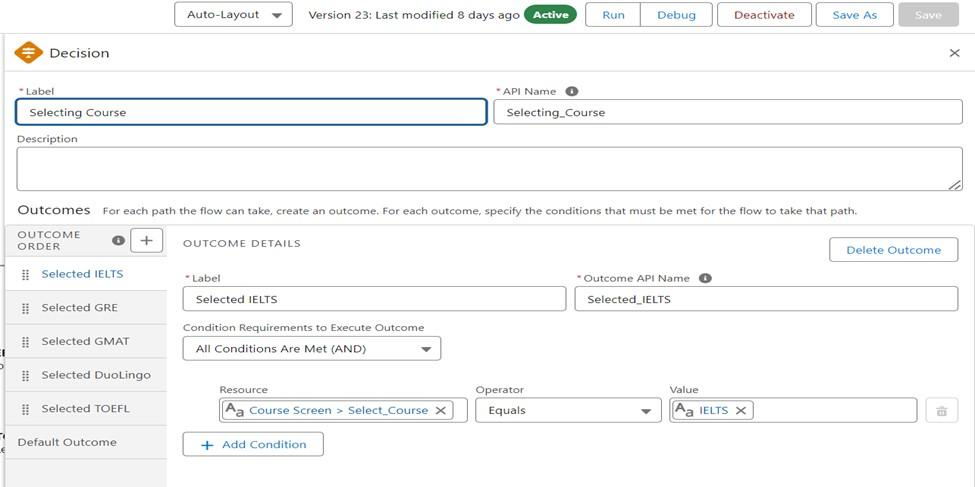 Auto-Layout Version 23: Last modified 8 days ago Active Run Debug Deactivate Save As Save
Decision
* Label * API Name
Selecting Course Selecting_Course
Description
Outcomes For each path the flow can take, create an outcome. For each outcome, specify the conditions that must be met for the flow to take that path.
OUTCOME ORDER
OUTCOME DETAILS Delete Outcome
Selected IELTS
Selected GRE
Selected GMAT
Selected DuoLingo
Selected TOEFL
Default Outcome
* Label * Outcome API Name
Selected IELTS Selected_IELTS
Condition Requirements to Execute Outcome
All Conditions Are Met (AND)
Resource Operator Value
Aa Course Screen > Select_Course Equals Aa IELTS
+ Add Condition